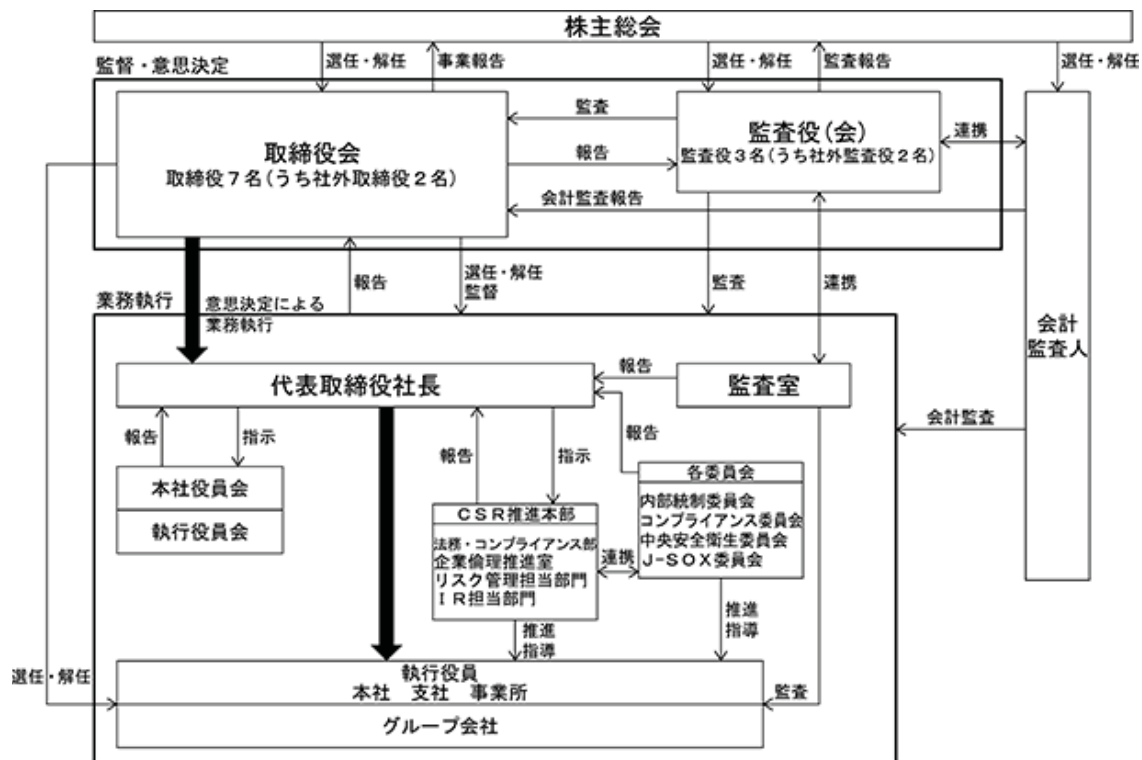 株主総会
選任・解任
事業報告
選任・解任
監査報告
選任・解任
監督・意思決定
取締役会
取締役7名(うち社外取締役2名)
監査
報告
監査役(会)
監査役3名(うち社外監査役2名)
連携
会計監査報告
報告
選任・解任
監督
監査
連携
会計
監査人
業務執行
意思決定による
業務執行
代表取締役社長
報告
監査室
会計監査
報告
指示
報告
指示
報告
本社役員会
執行役員会
CSR推進本部
法務・コンプライアンス部
企業倫理推進室
リスク管理担当部門
IR担当部門
連携
各委員会
内部統制委員会
コンプライアンス委員会
中央安全衛生委員会
J-SOX委員会
推進
指導
推進
指導
選任・解任
執行役員
本社 支社 事業所
監査
グループ会社